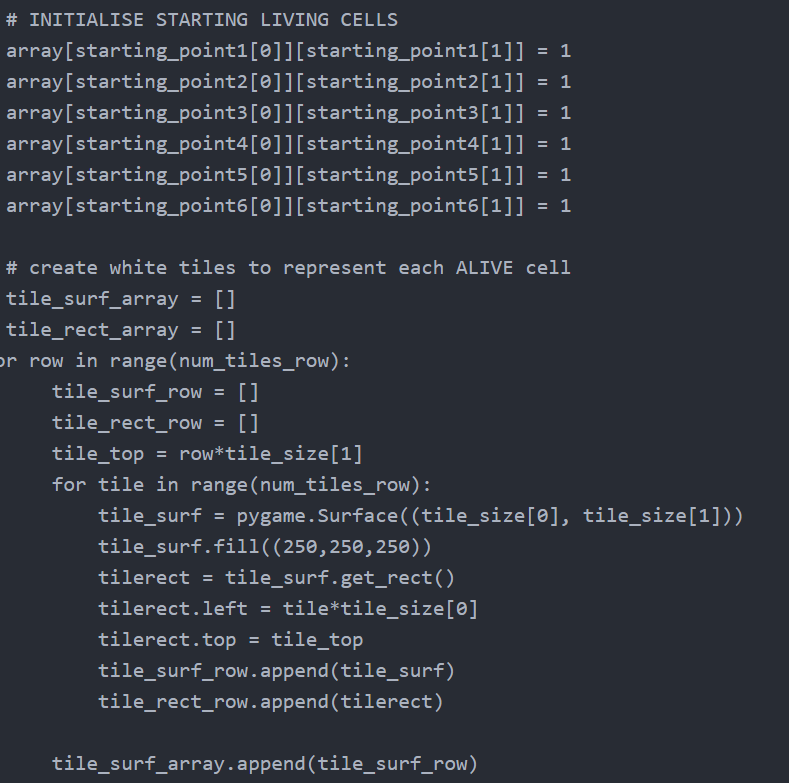 # INITIALISE STARTING LIVING CELLS
array[starting_point1[0]][starting_point1[1]] = 1
array[starting_point2[0]][starting_point2[1]] = 1
array[starting_point3[0]][starting_point3[1]] = 1
array[starting_point4[0]][starting_point4[1]] = 1
array[starting_point5[0]][starting_point5[1]] = 1
array[starting_point6[0]][starting_point6[1]] = 1

# create white tiles to represent each ALIVE cell
tile_surf_array = []
tile_rect_array = []
or row in range(num_tiles_row):
    tile_surf_row = []
    tile_rect_row = []
    tile_top = row*tile_size[1]
    for tile in range(num_tiles_row):
        tile_surf = pygame.Surface((tile_size[0], tile_size[1]))
        tile_surf.fill((250,250,250))
        tilerect = tile_surf.get_rect()
        tilerect.left = tile*tile_size[0]
        tilerect.top = tile_top
        tile_surf_row.append(tile_surf)
        tile_rect_row.append(tilerect)

    tile_surf_array.append(tile_surf_row)